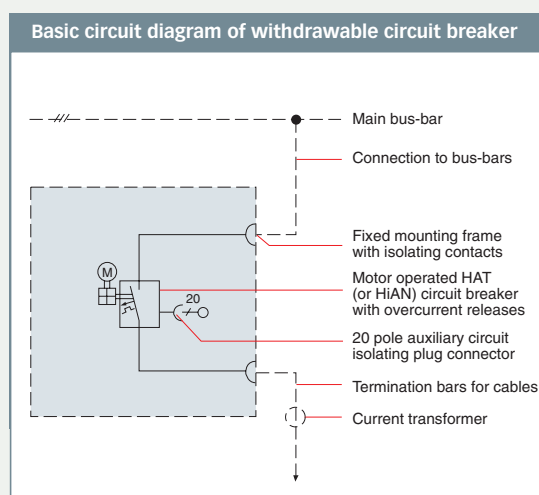 Basic circuit diagram of withdrawable circuit breaker
Main bus-bar
Connection to bus-bars
Fixed mounting frame
with isolating contacts
M
Motor operated HAT
(or HiAN) circuit breaker
with overcurrent releases
20
20 pole auxiliary circuit
isolating plug connector
Termination bars for cables
Current transformer